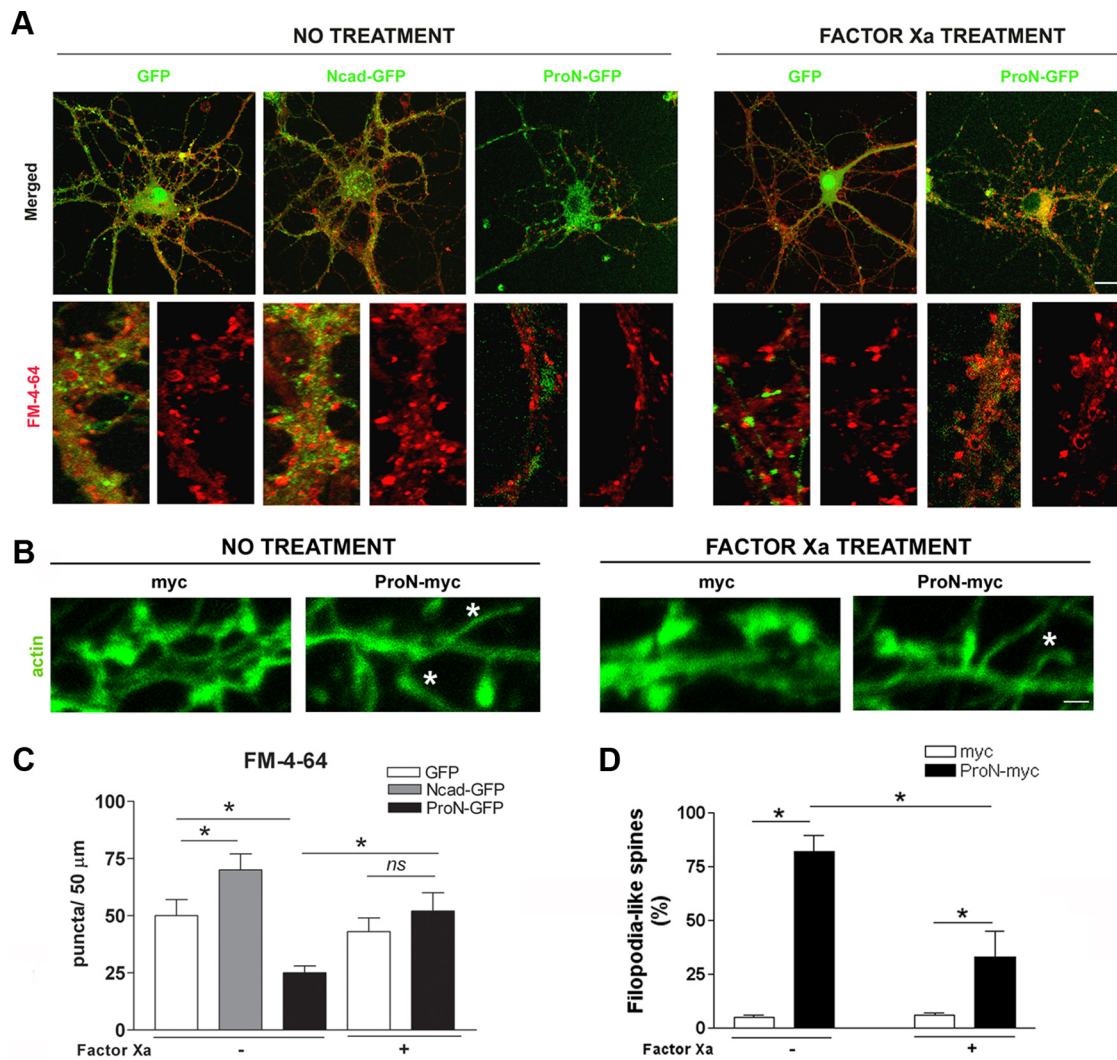 A
NO TREATMENT
FACTOR Xa TREATMENT
GFP
Ncad-GFP
ProN-GFP
GFP
ProN-GFP
Merged
FM-4-64
B
NO TREATMENT
FACTOR Xa TREATMENT
myc
ProN-myc
myc
ProN-myc
actin
*
*
*
C
FM-4-64
GFP
Ncad-GFP
ProN-GFP
puncta/ 50 μm
100
75
50
25
0
*
*
*
ns
Factor Xa
-
+
D
myc
ProN-myc
Filopodia-like spines
(%)
100
75
50
25
0
*
*
*
Factor Xa
-
+